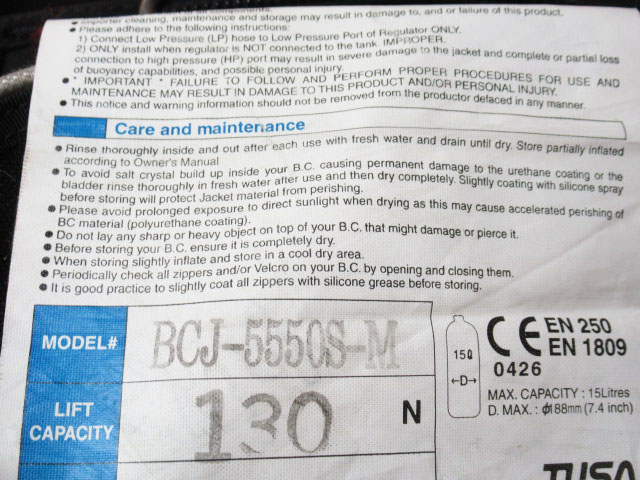 Importer cleaning, maintenance and storage may result in damage to, and or failure of this product.
● Please adhere to the following instructions:
1) Connect Low Pressure (LP) hose to Low Pressure Port of Regulator ONLY.
2) ONLY install when regulator is NOT connected to the tank. IMPROPER.
connection to high pressure (HP) port may result in severe damage to the jacket and complete or partial loss
of buoyancy capabilities, and possible personal injury.
● * IMPORTANT * FAILURE TO FOLLOW AND PERFORM PROPER PROCEDURES FOR USE AND
MAINTENANCE MAY RESULT IN DAMAGE TO THIS PRODUCT AND/OR PERSONAL INJURY.
● This notice and warning information should not be removed from the productor defaced in any manner.
Care and maintenance
● Rinse thoroughly inside and out after each use with fresh water and drain until dry. Store partially inflated
according to Owner's Manual
● To avoid salt crystal build up inside your B.C. causing permanent damage to the urethane coating or the
bladder rinse thoroughly in fresh water after use and then dry completely. Slightly coating with silicone spray
before storing will protect Jacket material from perishing.
● Please avoid prolonged exposure to direct sunlight when drying as this may cause accelerated perishing of
BC material (polyurethane coating).
● Do not lay any sharp or heavy object on top of your B.C. that might damage or pierce it.
● Before storing your B.C. ensure it is completely dry.
● When storing slightly inflate and store in a cool dry area.
● Periodically check all zippers and/or Velcro on your B.C. by opening and closing them.
● It is good practice to slightly coat all zippers with silicone grease before storing.
MODEL# BCJ-5550S-M
LIFT
CAPACITY 130 N
15ℓ
←D→
CE EN 250
EN 1809
0426
MAX. CAPACITY : 15Litres
D. MAX. : φ188mm (7.4 inch)
TUSA